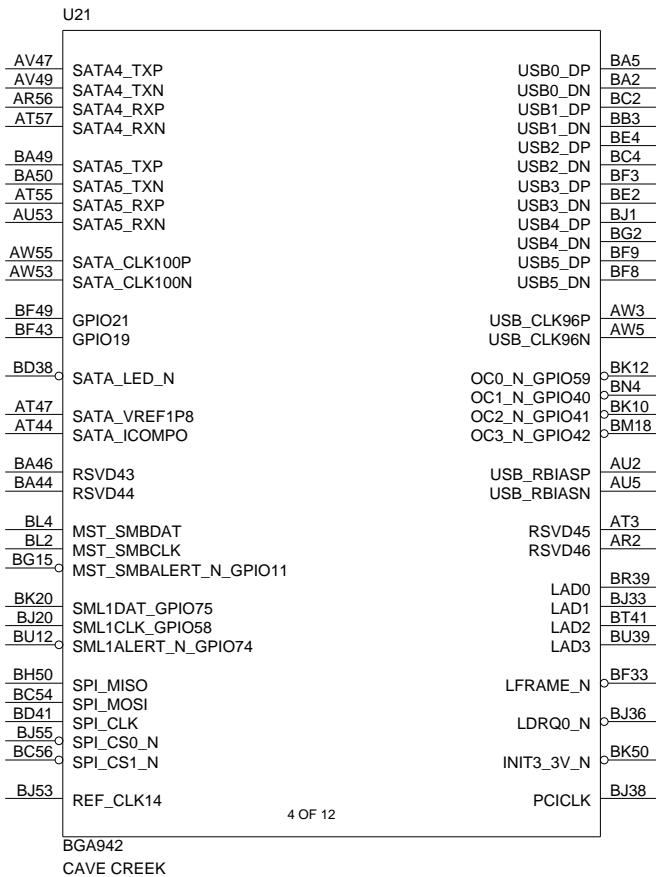 U21
AV47 SATA4_TXP USB0_DP BA5
AV49 SATA4_TXN USB0_DN BA2
AR56 SATA4_RXP USB1_DP BC2
AT57 SATA4_RXN USB1_DN BB3
USB2_DP BE4
BA49 SATA5_TXP USB2_DN BC4
BA50 SATA5_TXN USB3_DP BF3
AT55 SATA5_RXP USB3_DN BE2
AU53 SATA5_RXN USB4_DP BJ1
USB4_DN BG2
AW55 SATA_CLK100P USB5_DP BF9
AW53 SATA_CLK100N USB5_DN BF8
BF49 GPIO21 USB_CLK96P AW3
BF43 GPIO19 USB_CLK96N AW5
BD38 SATA_LED_N OC0_N_GPIO59 BK12
OC1_N_GPIO40 BN4
AT47 SATA_VREF1P8 OC2_N_GPIO41 BK10
AT44 SATA_ICOMPO OC3_N_GPIO42 BM18
BA46 RSVD43 USB_RBIASP AU2
BA44 RSVD44 USB_RBIASN AU5
BL4 MST_SMBDAT RSVD45 AT3
BL2 MST_SMBCLK RSVD46 AR2
BG15 MST_SMBALERT_N_GPIO11
LAD0 BR39
BK20 SML1DAT_GPIO75 LAD1 BJ33
BJ20 SML1CLK_GPIO58 LAD2 BT41
BU12 SML1ALERT_N_GPIO74 LAD3 BU39
BH50 SPI_MISO LFRAME_N BF33
BC54 SPI_MOSI
BD41 SPI_CLK LDRQ0_N BJ36
BJ55 SPI_CS0_N
BC56 SPI_CS1_N INIT3_3V_N BK50
BJ53 REF_CLK14 PCICLK BJ38
4 OF 12
BGA942
CAVE CREEK